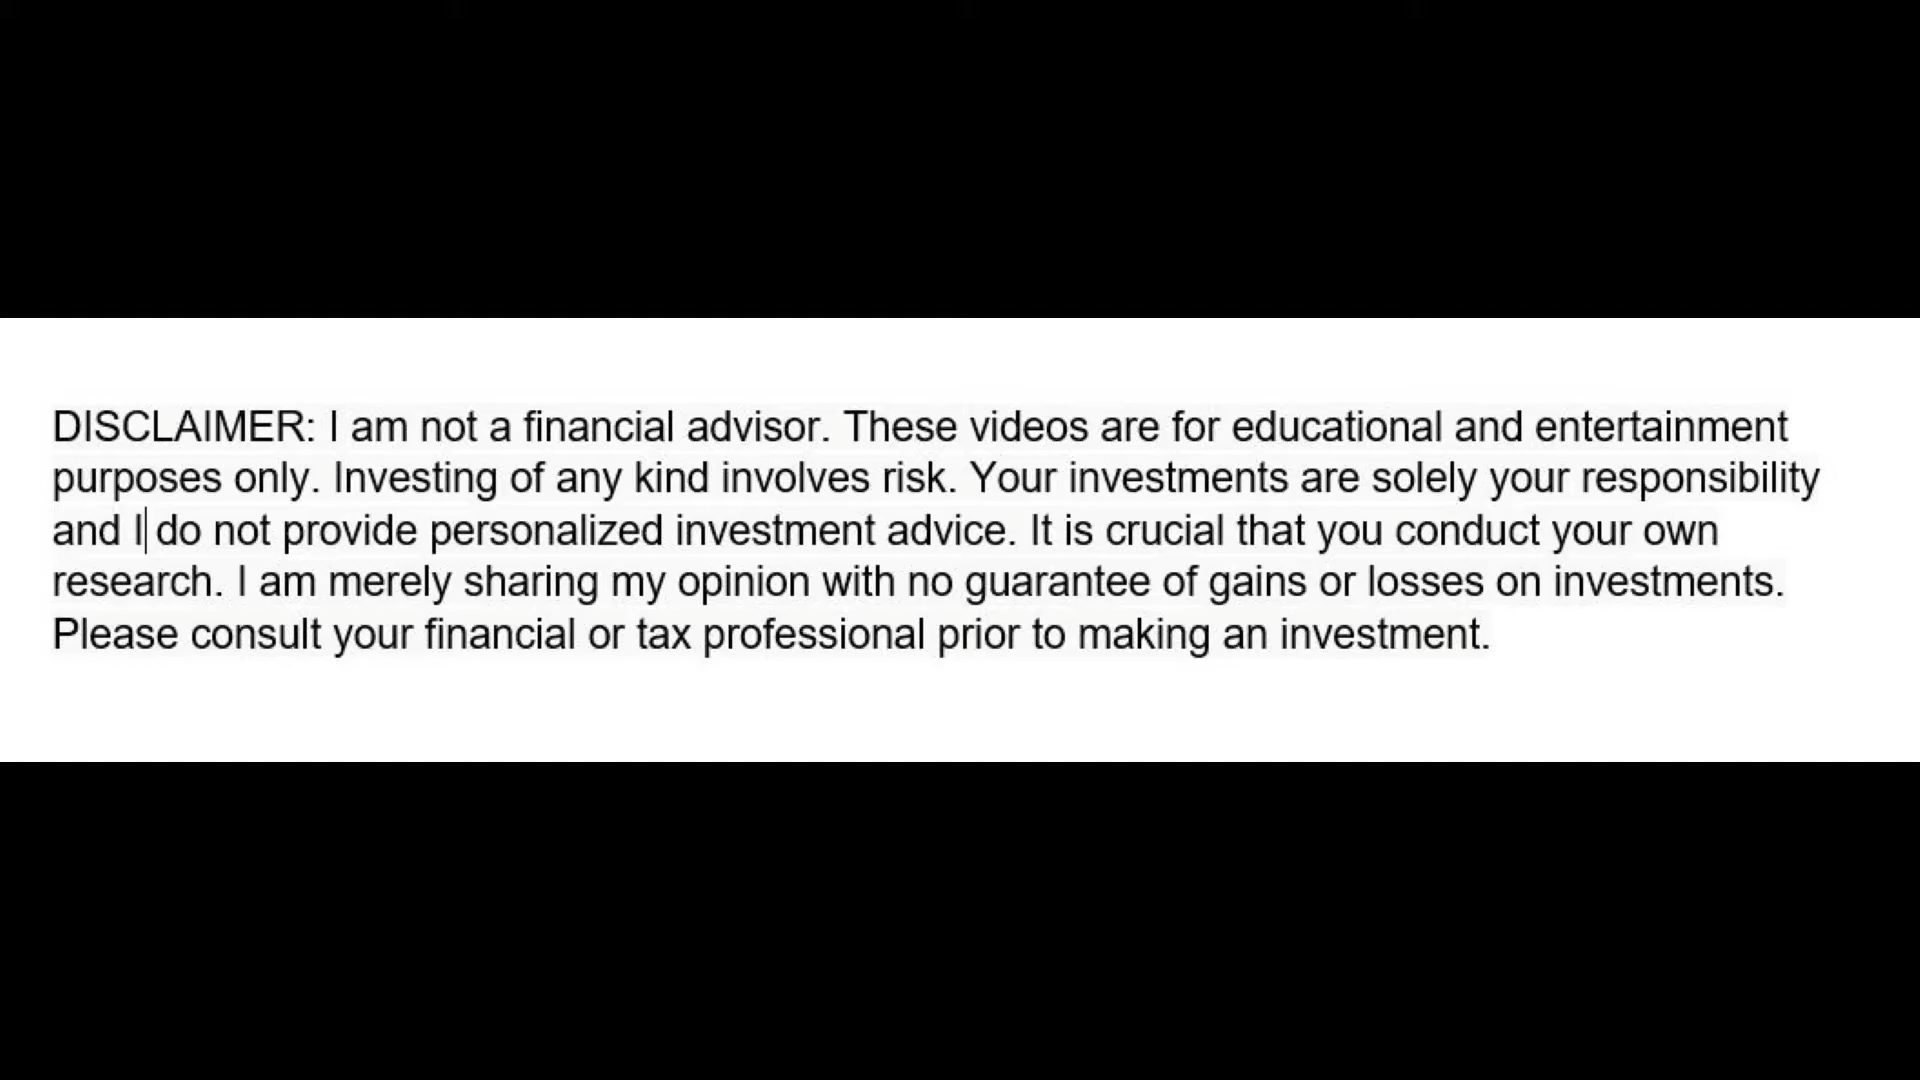 DISCLAIMER: I am not a financial advisor. These videos are for educational and entertainment
purposes only. Investing of any kind involves risk. Your investments are solely your responsibility
and I do not provide personalized investment advice. It is crucial that you conduct your own
research. I am merely sharing my opinion with no guarantee of gains or losses on investments.
Please consult your financial or tax professional prior to making an investment.